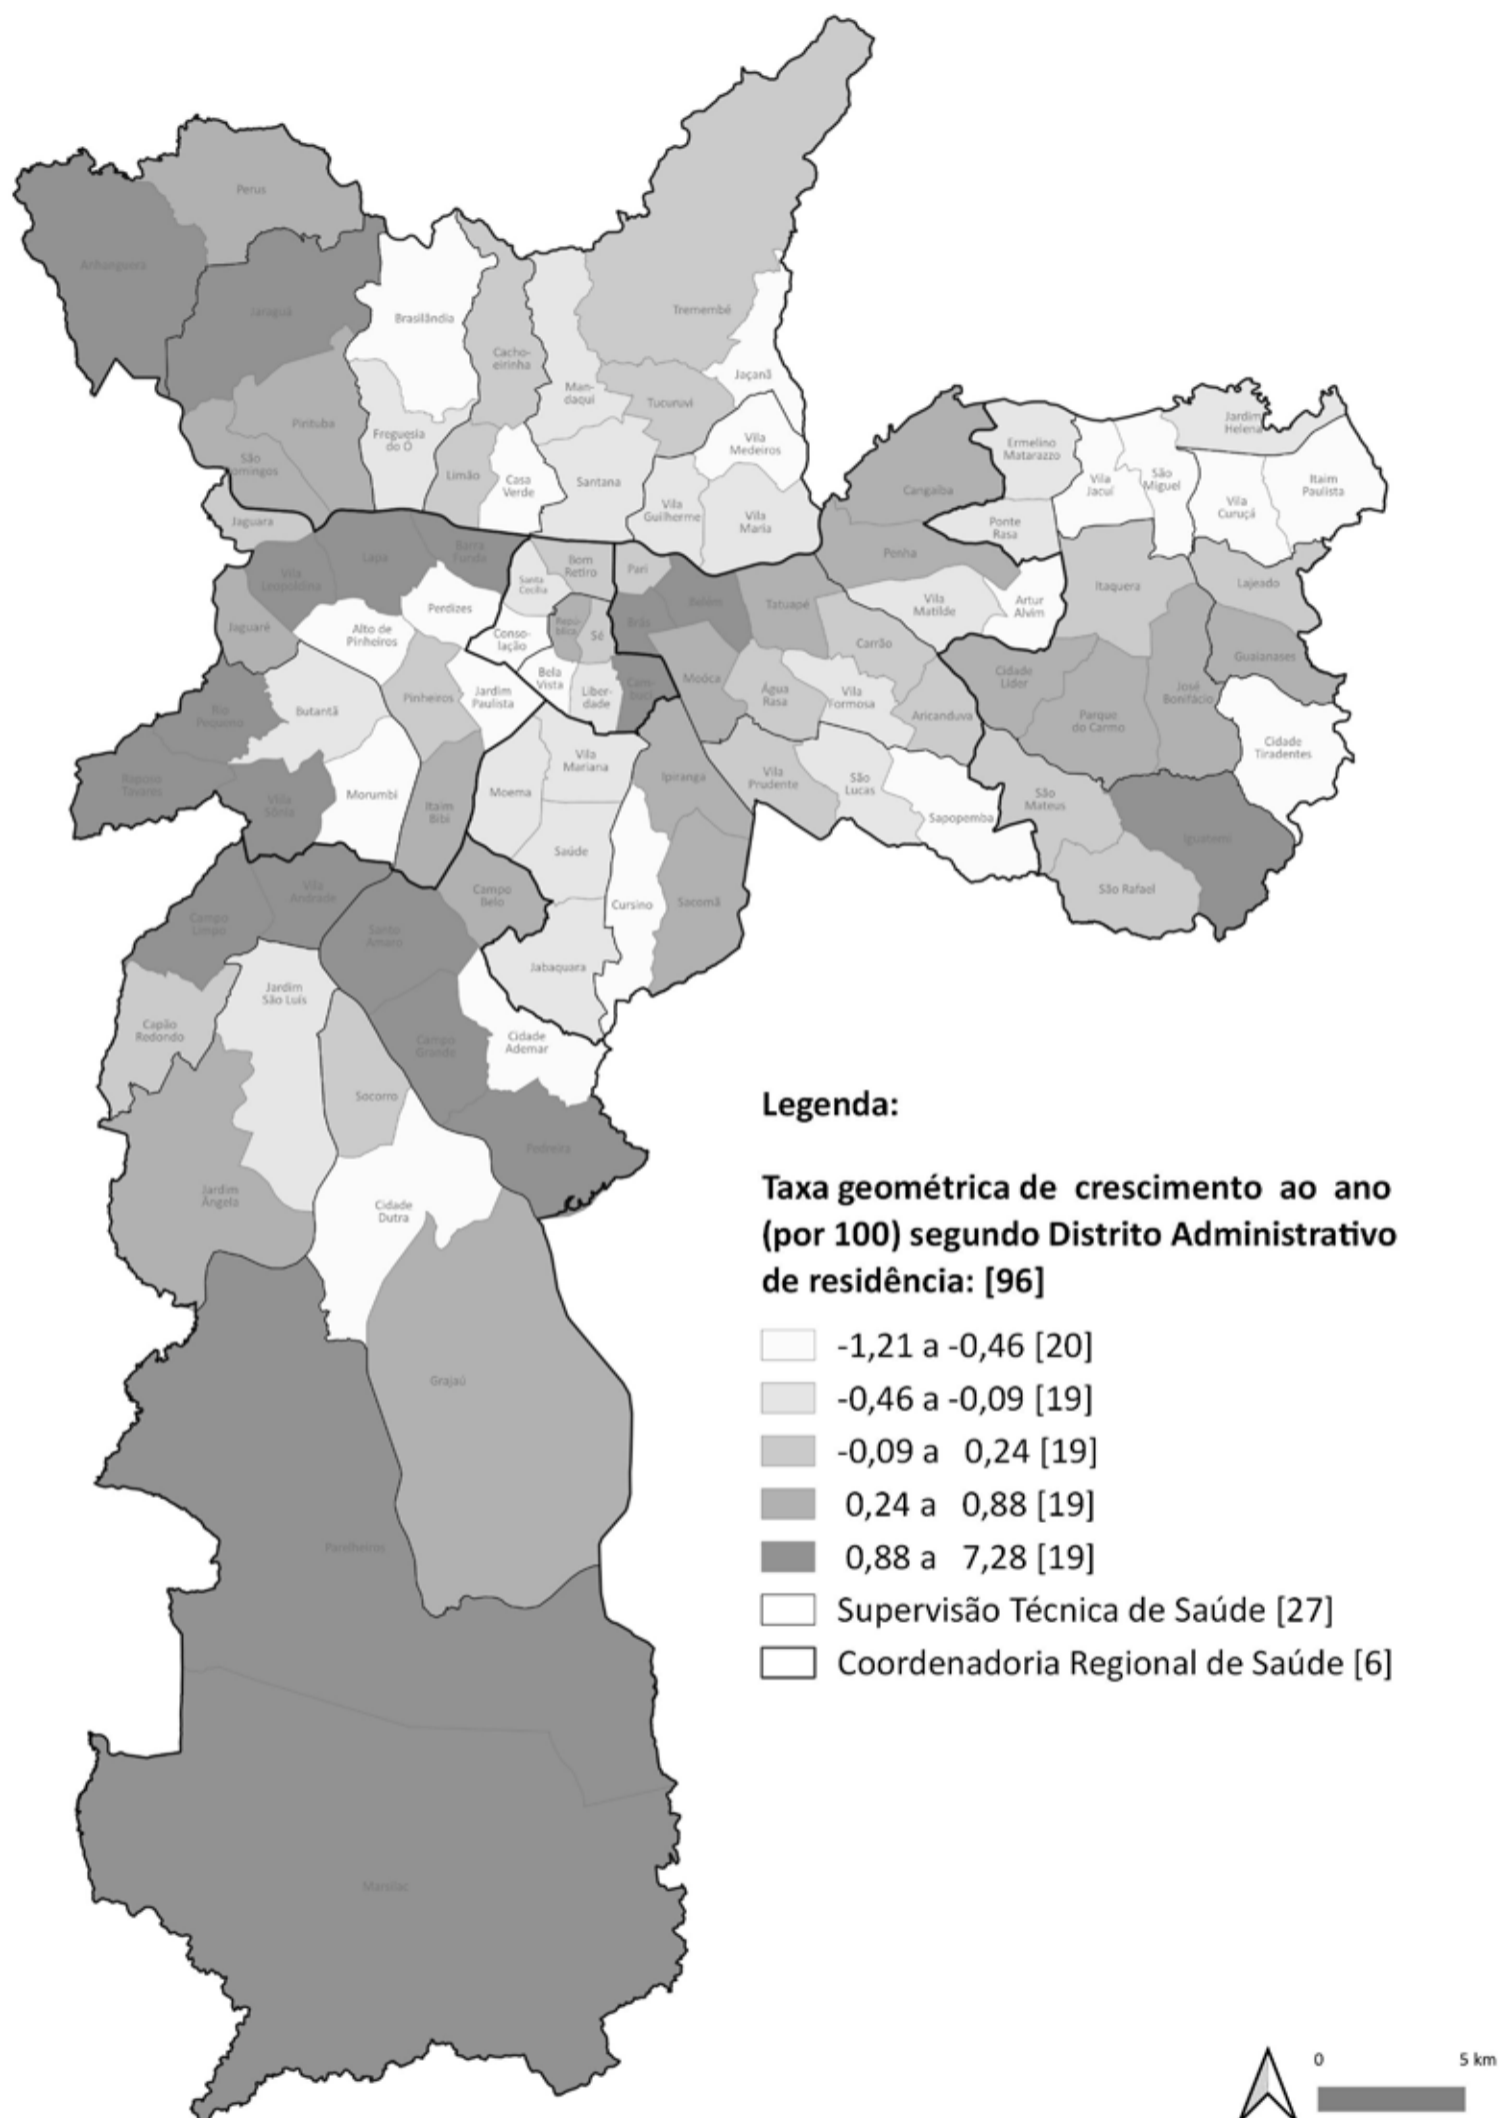 Perus
Anhanguera
Jaraguá
Brasilândia
Cacho-
eirinha
Tremembé
Jaçanã
Man-
daqui
Tucuruvi
Pirituba
Freguesia
do Ó
Vila
Medeiros
São
Domingos
Limão
Casa
Verde
Santana
Vila
Guilherme
Vila
Maria
Jaguara
Cangaíba
Ermelino
Matarazzo
Jardim
Helena
Vila
Jacuí
São
Miguel
Vila
Curuçá
Itaim
Paulista
Ponte
Rasa
Penha
Lapa
Barra
Funda
Vila
Leopoldina
Bom
Retiro
Santa
Cecília
Pari
Belém
Tatuapé
Vila
Matilde
Artur
Alvim
Itaquera
Lajeado
Jaguaré
Alto de
Pinheiros
Perdizes
Conso-
lação
Repú-
blica
Sé
Brás
Carrão
Guaianases
Rio
Pequeno
Butantã
Pinheiros
Jardim
Paulista
Bela
Vista
Liber-
dade
Cam-
buci
Moóca
Água
Rasa
Vila
Formosa
Aricanduva
Cidade
Líder
Parque
do Carmo
José
Bonifácio
Cidade
Tiradentes
Raposo
Tavares
Vila
Sônia
Morumbi
Itaim
Bibi
Moema
Vila
Mariana
Ipiranga
Vila
Prudente
São
Lucas
Sapopemba
São
Mateus
Iguatemi
São Rafael
Saúde
Campo
Belo
Cursino
Sacomã
Vila
Andrade
Campo
Limpo
Santo
Amaro
Jabaquara
Jardim
São Luís
Capão
Redondo
Campo
Grande
Cidade
Ademar
Socorro
Pedreira
Jardim
Ângela
Cidade
Dutra
Grajaú
Parelheiros
Marsilac
Legenda:
Taxa geométrica de crescimento ao ano
(por 100) segundo Distrito Administrativo
de residência: [96]
-1,21 a -0,46 [20]
-0,46 a -0,09 [19]
-0,09 a 0,24 [19]
0,24 a 0,88 [19]
0,88 a 7,28 [19]
Supervisão Técnica de Saúde [27]
Coordenadoria Regional de Saúde [6]
0 5 km